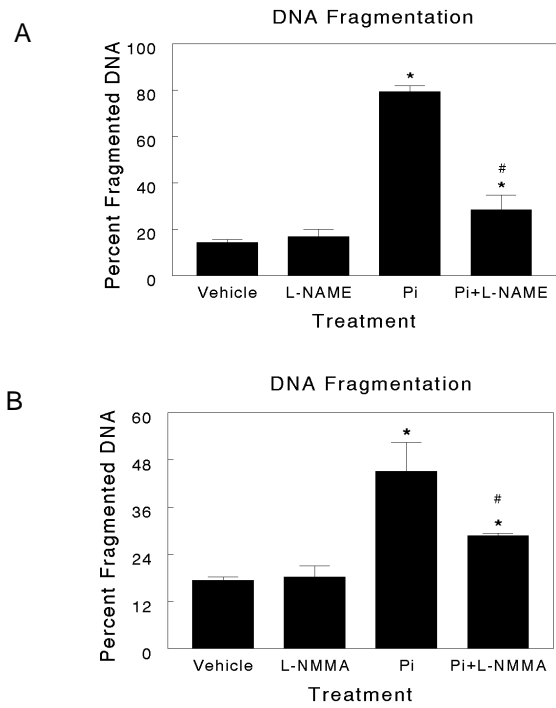 A
DNA Fragmentation
Percent Fragmented DNA
100
80
60
40
20
0
*
#
*
Vehicle L-NAME Pi Pi+L-NAME
Treatment
B
DNA Fragmentation
Percent Fragmented DNA
60
48
36
24
12
0
*
#
*
Vehicle L-NMMA Pi Pi+L-NMMA
Treatment